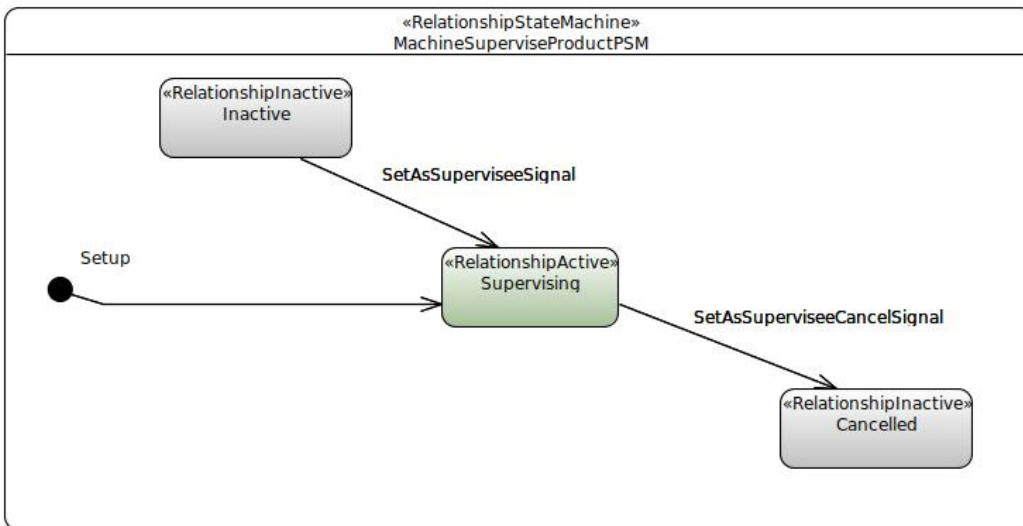 «RelationshipStateMachine»
MachineSuperviseProductPSM
«RelationshipInactive»
Inactive
SetAsSuperviseeSignal
Setup
«RelationshipActive»
Supervising
SetAsSuperviseeCancelSignal
«RelationshipInactive»
Cancelled